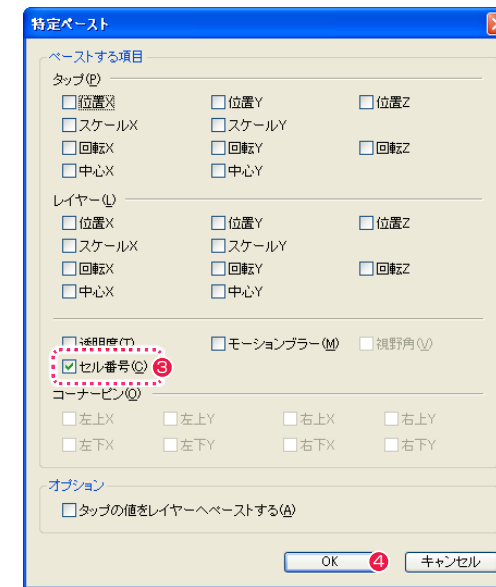 特定ペースト
ペーストする項目
タップ(P)
位置X 位置Y 位置Z
スケールX スケールY
回転X 回転Y 回転Z
中心X 中心Y
レイヤー(L)
位置X 位置Y 位置Z
スケールX スケールY
回転X 回転Y 回転Z
中心X 中心Y
透明度(T) モーションブラー(M) 視野角(V)
セル番号(C) 3
コーナーピン(O)
左上X 左上Y 右上X 右上Y
左下X 左下Y 右下X 右下Y
オプション
タップの値をレイヤーへペーストする(A)
OK 4 キャンセル